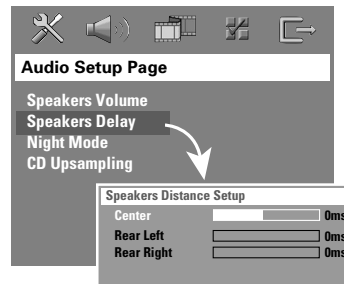 Audio Setup Page
Speakers Volume
Speakers Delay
Night Mode
CD Upsampling
Speakers Distance Setup
Center 0ms
Rear Left 0ms
Rear Right 0ms